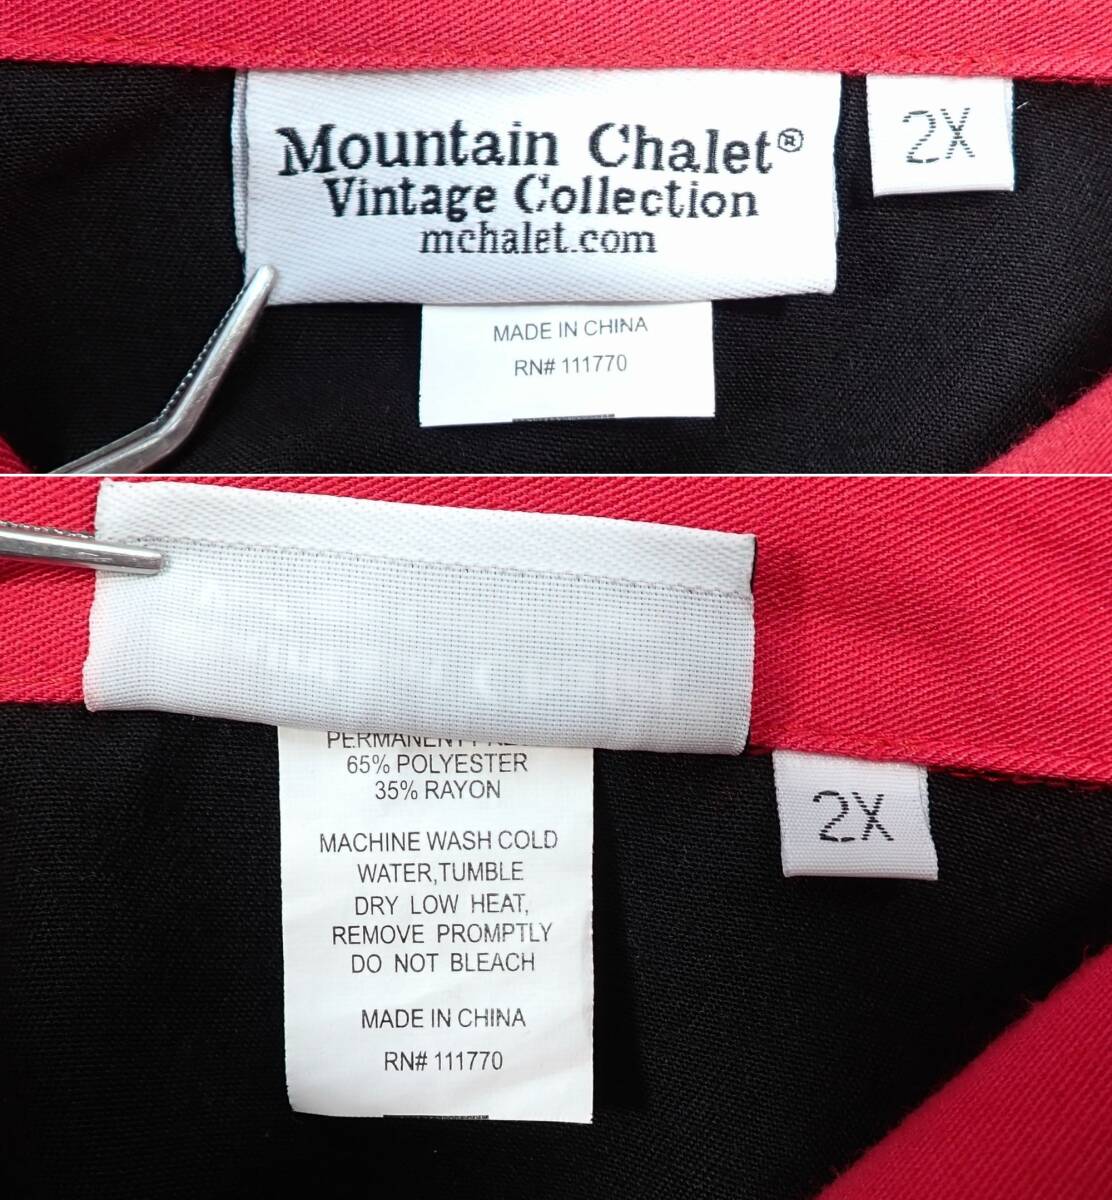 Mountain Chalet®
Vintage Collection
mchalet.com
2X
MADE IN CHINA
RN# 111770
65% POLYESTER
35% RAYON
MACHINE WASH COLD
WATER,TUMBLE
DRY LOW HEAT,
REMOVE PROMPTLY
DO NOT BLEACH
MADE IN CHINA
RN# 111770
2X